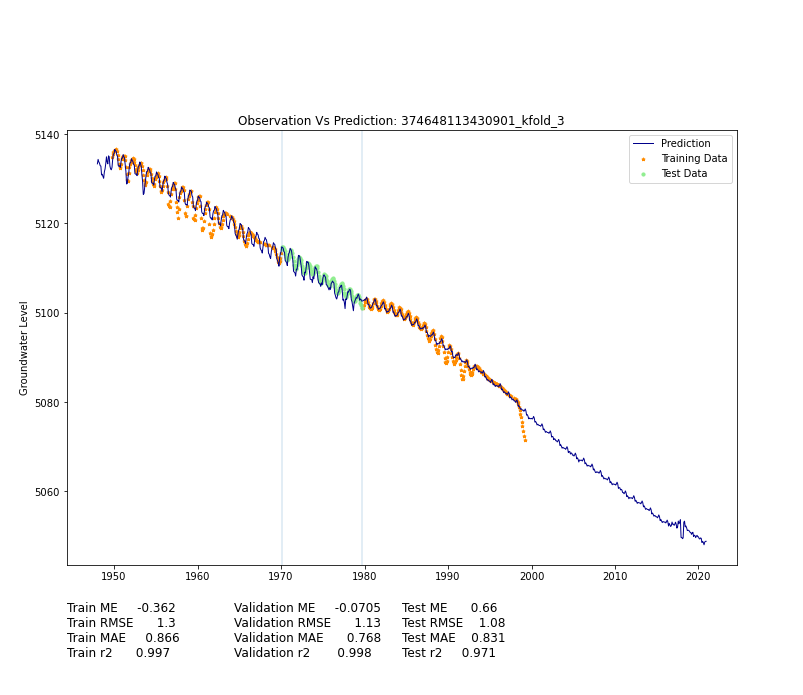 Observation Vs Prediction: 374648113430901_kfold_3
Prediction
Training Data
Test Data
Groundwater Level
5140
5120
5100
5080
5060
1950 1960 1970 1980 1990 2000 2010 2020
Train ME -0.362 Validation ME -0.0705 Test ME 0.66
Train RMSE 1.3 Validation RMSE 1.13 Test RMSE 1.08
Train MAE 0.866 Validation MAE 0.768 Test MAE 0.831
Train r2 0.997 Validation r2 0.998 Test r2 0.971